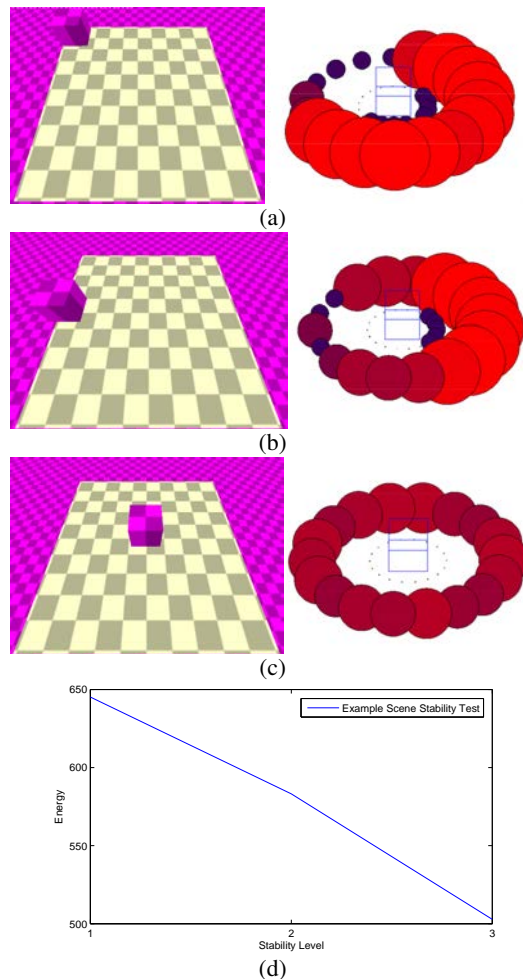 (a)
(b)
(c)
650
600
550
500
Energy
Example Scene Stability Test
1
2
3
Stability Level
(d)